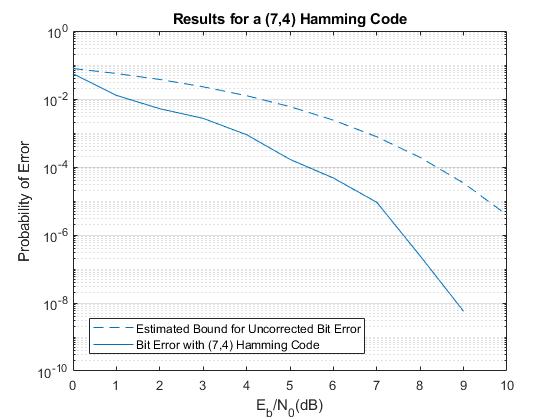 Results for a (7,4) Hamming Code
Probability of Error
10^0
10^-2
10^-4
10^-6
10^-8
10^-10
Estimated Bound for Uncorrected Bit Error
Bit Error with (7,4) Hamming Code
0 1 2 3 4 5 6 7 8 9 10
E_b/N_0(dB)